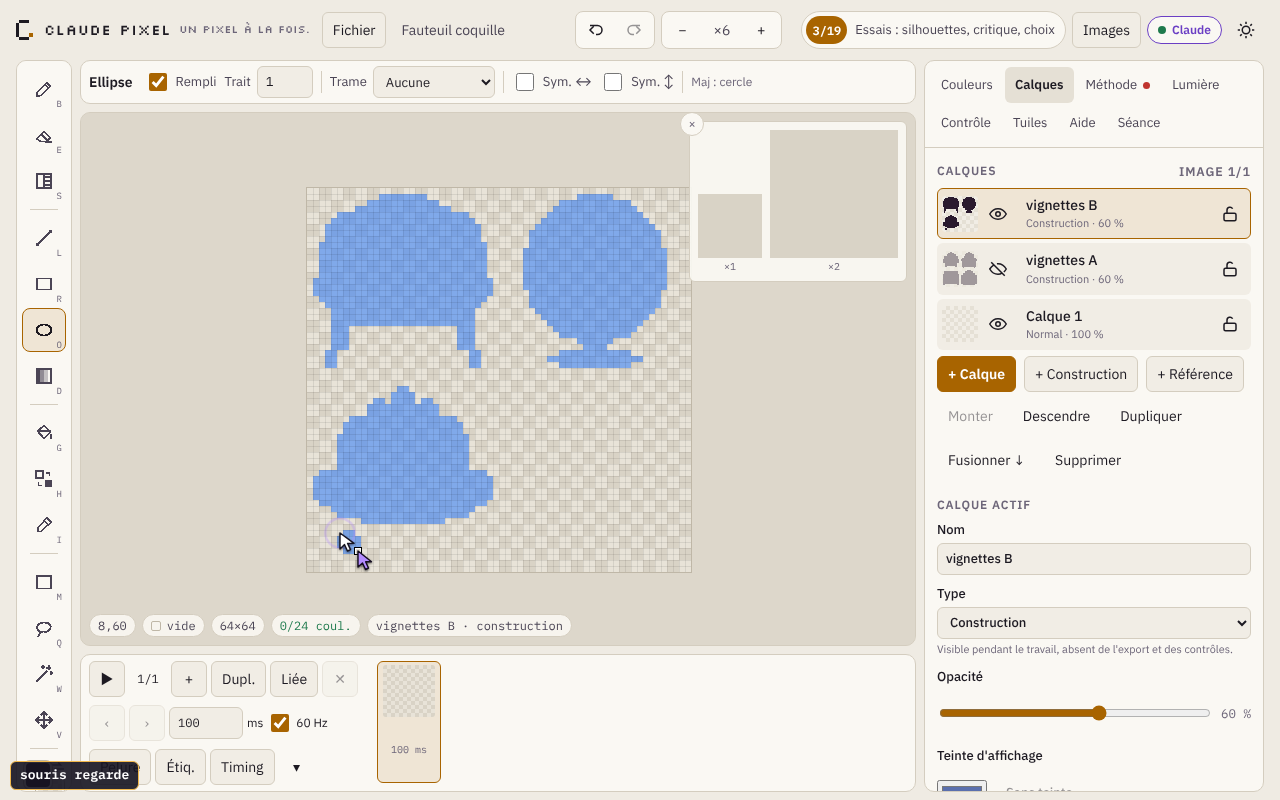 CLAUDE PIXEL UN PIXEL À LA FOIS. Fichier Fauteuil coquille − ×6 + 3/19 Essais : silhouettes, critique, choix Images Claude
Ellipse Rempli Trait 1 Trame Aucune Sym. ↔ Sym. ↕ Maj : cercle
B
E
S
L
R
O
D
G
H
I
M
Q
W
V
×
×1 ×2
8,60 vide 64×64 0/24 coul. vignettes B · construction
1/1 + Dupl. Liée ×
‹ › 100 ms 60 Hz
Étiq. Timing ▼
100 ms
souris regarde
Couleurs Calques Méthode Lumière
Contrôle Tuiles Aide Séance
CALQUES IMAGE 1/1
vignettes B
Construction · 60 %
vignettes A
Construction · 60 %
Calque 1
Normal · 100 %
+ Calque + Construction + Référence
Monter Descendre Dupliquer
Fusionner ↓ Supprimer
CALQUE ACTIF
Nom
vignettes B
Type
Construction
Visible pendant le travail, absent de l'export et des contrôles.
Opacité
60 %
Teinte d'affichage
Sans teinte